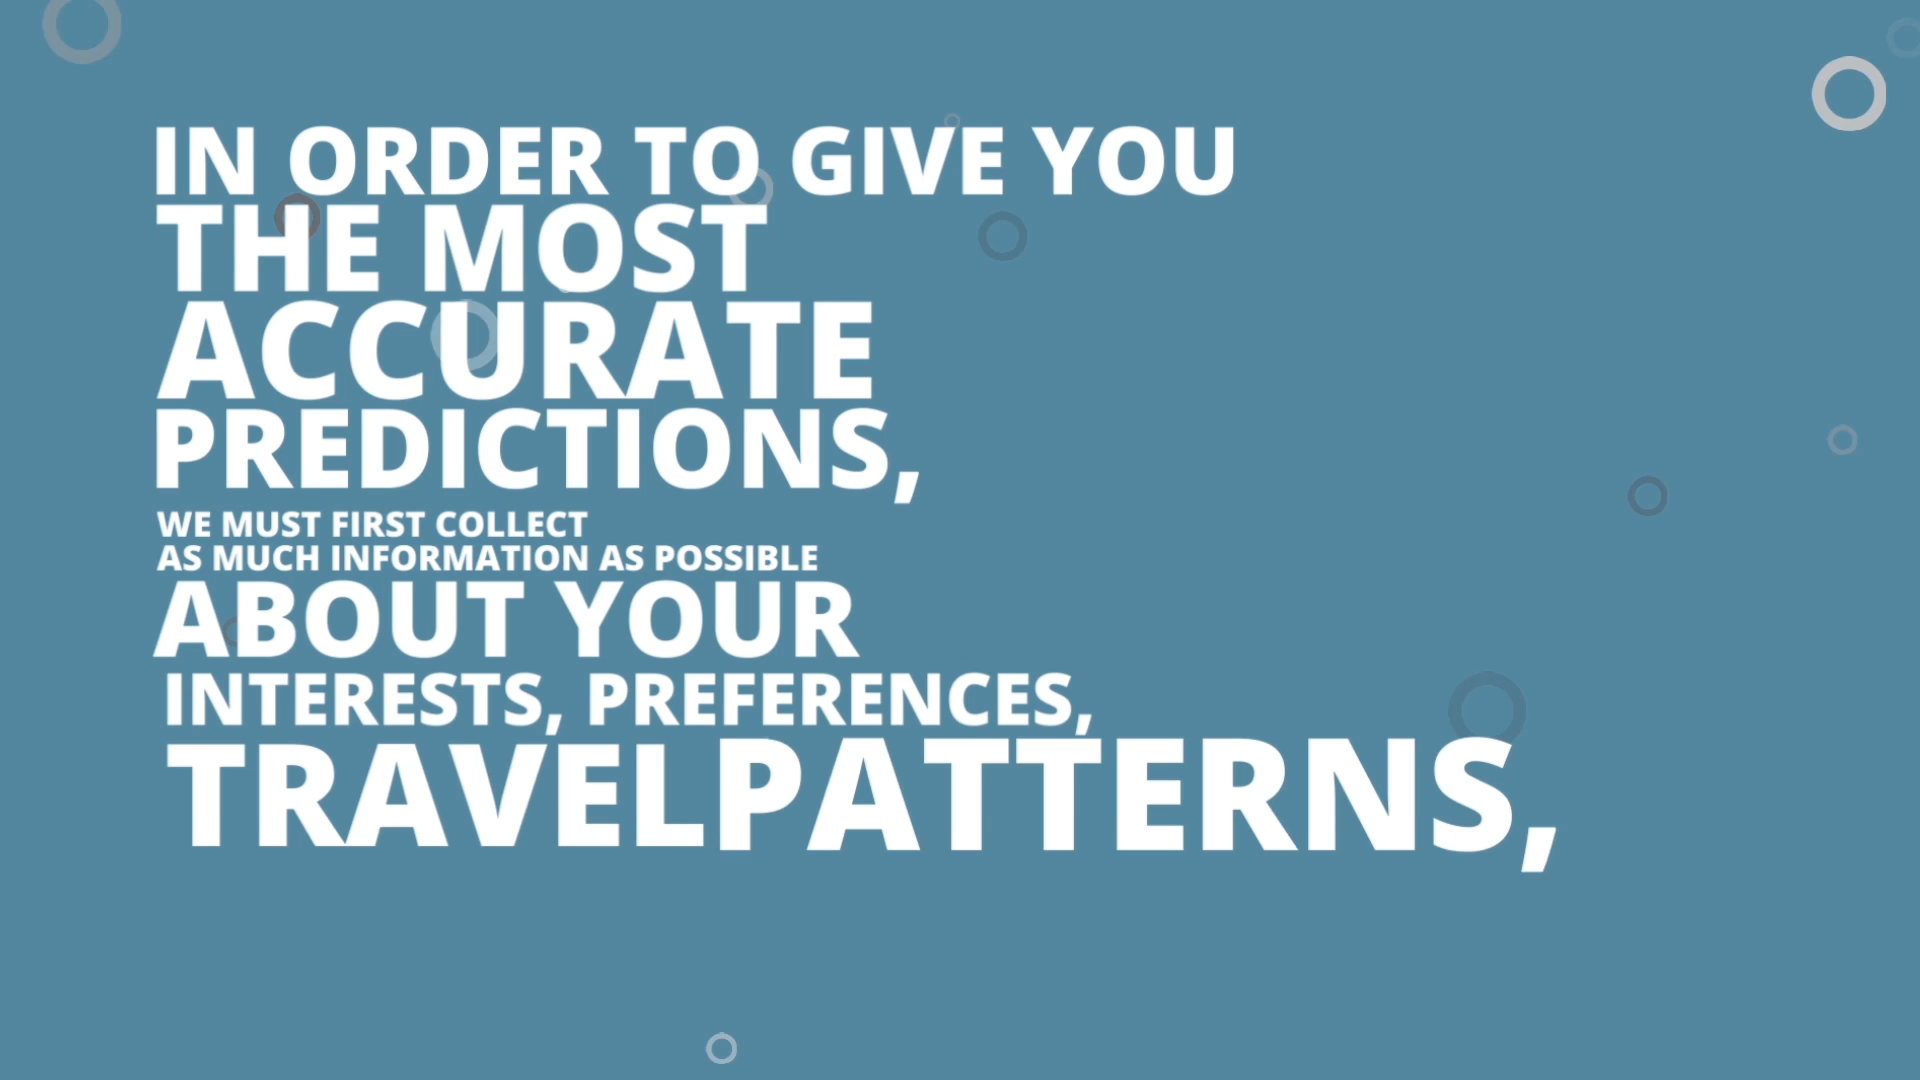 IN ORDER TO GIVE YOU
THE MOST
ACCURATE
PREDICTIONS,
WE MUST FIRST COLLECT
AS MUCH INFORMATION AS POSSIBLE
ABOUT YOUR
INTERESTS, PREFERENCES,
TRAVELPATTERNS,